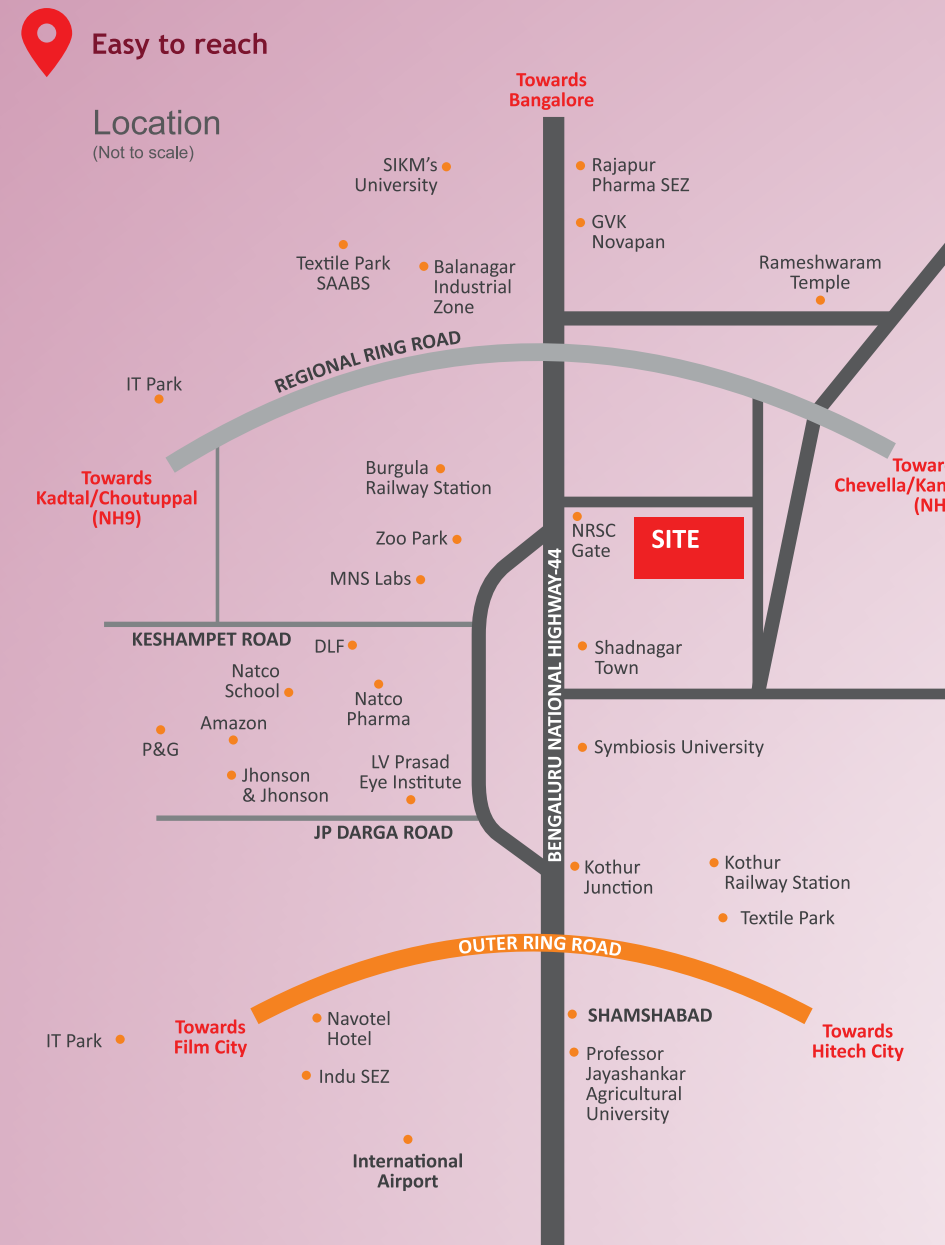 Easy to reach
Location
(Not to scale)
Towards
Bangalore
SIKM's
University
Rajapur
Pharma SEZ
GVK
Novapan
Textile Park
SAABS
Balanagar
Industrial
Zone
Rameshwaram
Temple
REGIONAL RING ROAD
IT Park
Towards
Kadtal/Choutuppal
(NH9)
Burgula
Railway Station
Chevella/
Zoo Park
NRSC
Gate
SITE
MNS Labs
BENGALURU NATIONAL HIGHWAY-44
KESHAMPET ROAD
DLF
Shadnagar
Town
Natco
School
Natco
Pharma
Amazon
P&G
Symbiosis University
Jhonson
& Jhonson
LV Prasad
Eye Institute
JP DARGA ROAD
Kothur
Junction
Kothur
Railway Station
Textile Park
OUTER RING ROAD
Towards
Film City
Navotel
Hotel
SHAMSHABAD
Towards
Hitech City
IT Park
Indu SEZ
Professor
Jayashankar
Agricultural
University
International
Airport